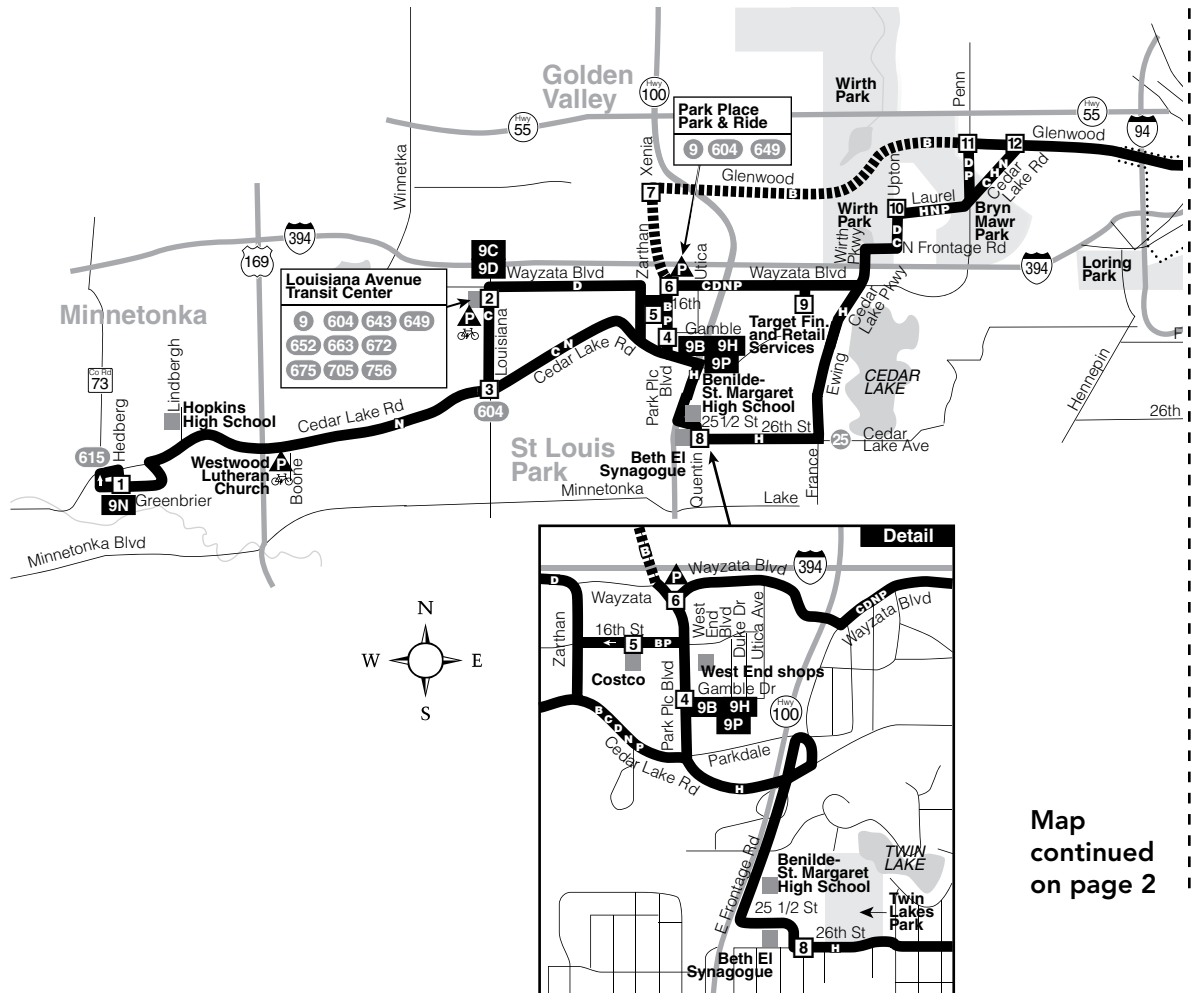 Golden
Valley
Hwy
100
Park Place
Park & Ride
9 604 649
Wirth
Park
Penn
Hwy
55
Hwy
55
94
Winnetka
Xenia
Glenwood
B
11
12
Glenwood
D
P
C
H
N
Cedar
Lake Rd
7
B
Upton
Laurel
10
HNP
Wirth
Park
Bryn
Mawr
Park
D
C
Wirth
Pkwy
N Frontage Rd
394
169
9C
9D
Zarthan
P
Utica
394
Loring
Park
Louisiana Avenue
Transit Center
9 604 643 649
652 663 672
675 705 756
Wayzata Blvd
D
6
CDNP
Wayzata Blvd
2
P
C
16th
5
B
P
9
H
Cedar
Lake Pkwy
Minnetonka
4
Gamble
9B 9H
9P
Target Fin.
and Retail
Services
Louisiana
Co Rd
73
Lindbergh
Hopkins
High School
Cedar Lake Rd
N
3
604
C N
Cedar Lake Rd
H
Park Plc
Blvd
Benilde-
St. Margaret
High School
25 1/2 St
26th St
Ewing
CEDAR
LAKE
Hennepin
F
26th
Hedberg
615
1
9N
Greenbrier
Westwood
Lutheran
Church
P
Boone
St Louis
Park
8
H
25
Cedar
Lake Ave
Beth El
Synagogue
Quentin
France
Minnetonka
Lake
Minnetonka Blvd
N
W
E
S
Detail
B
P
Wayzata Blvd
394
D
Wayzata
6
CDNP
Wayzata Blvd
Zarthan
16th St
5
BP
West
End
Blvd
Duke Dr
Utica Ave
Costco
West End shops
Park Plc Blvd
4
Gamble Dr
9B 9H
9P
Hwy
100
B C D N P
Cedar Lake Rd
Parkdale
H
E Frontage Rd
Benilde-
St. Margaret
High School
TWIN
LAKE
25 1/2 St
Twin
Lakes
Park
26th St
8
H
Beth El
Synagogue
Map
continued
on page 2